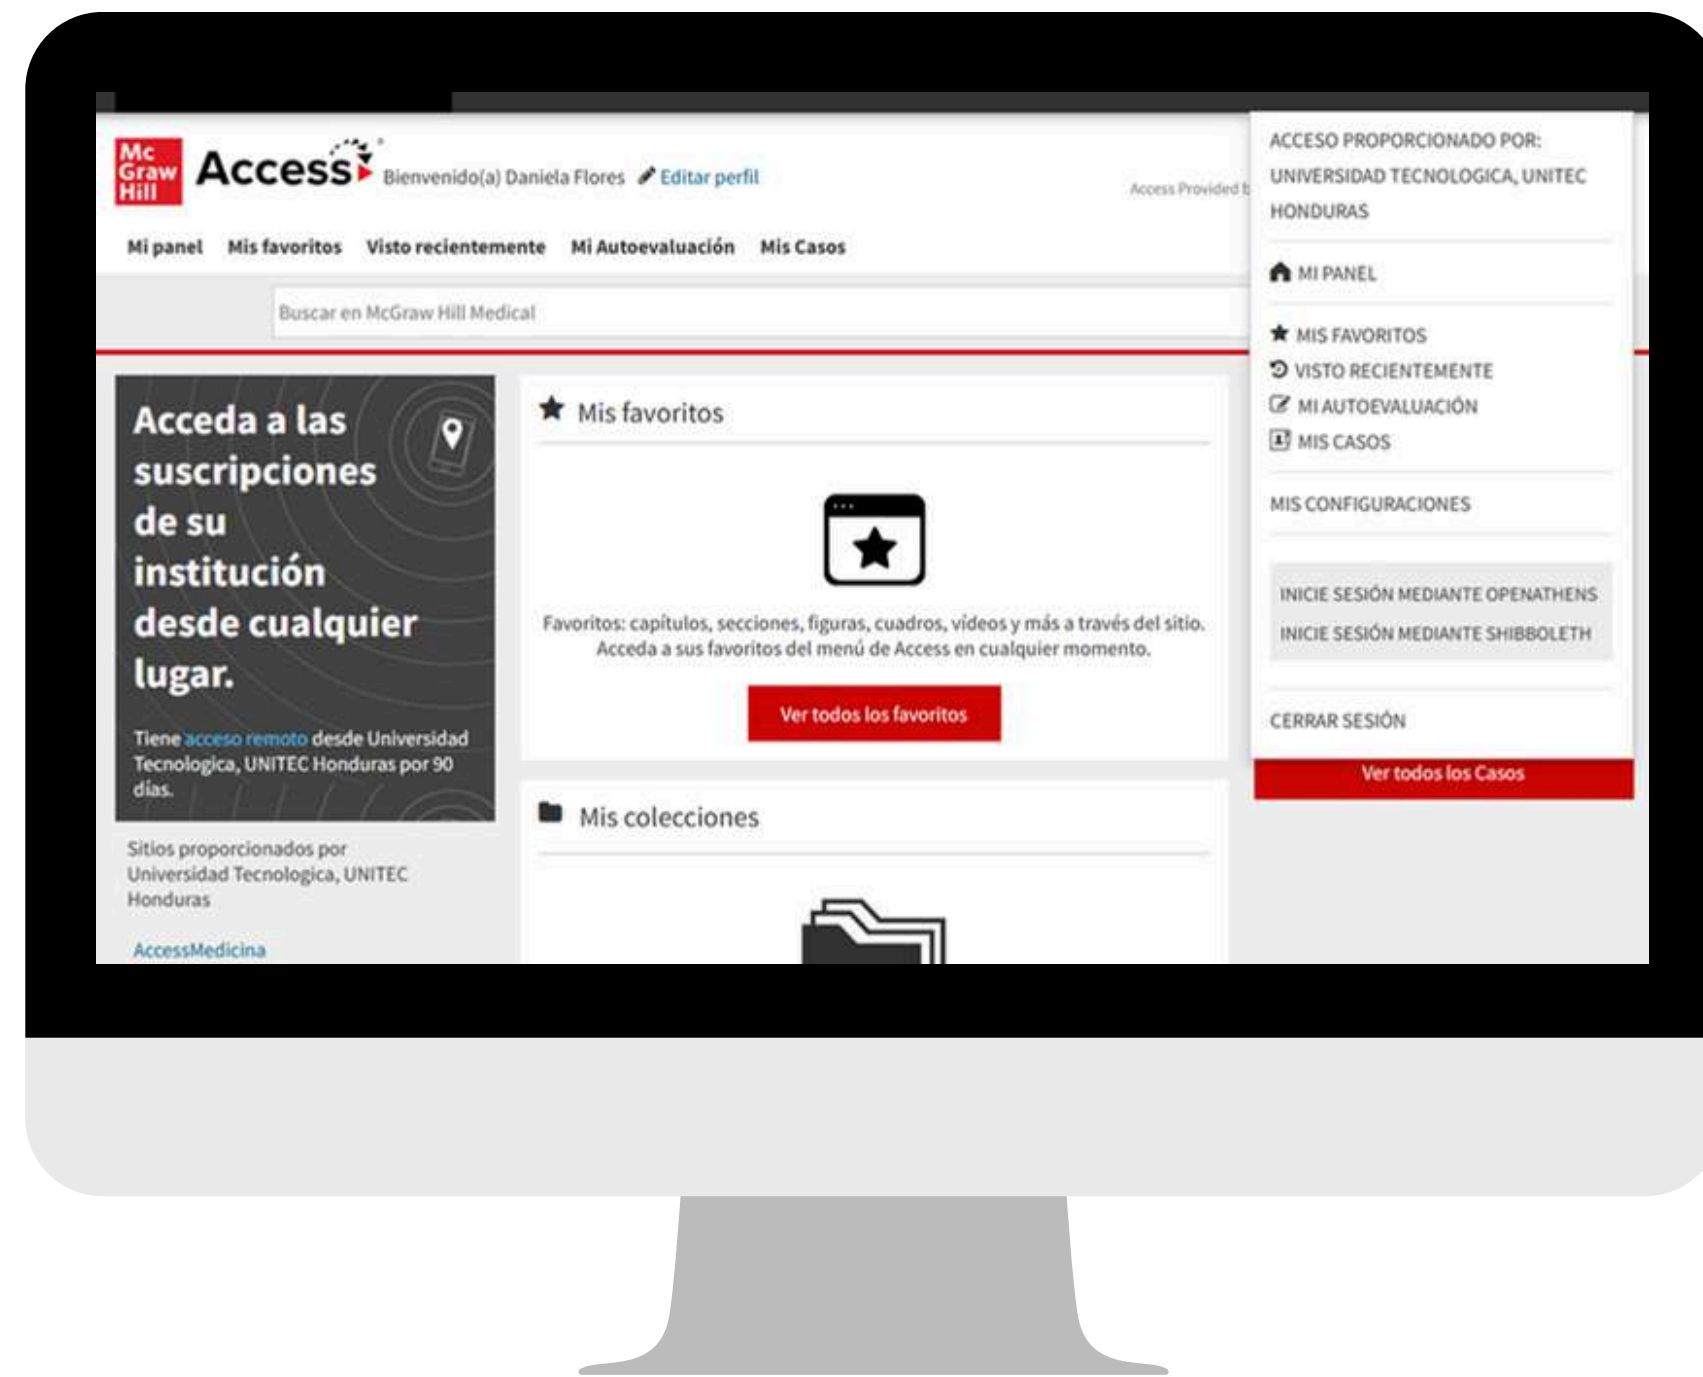 Mc
Graw
Hill
Access
Bienvenido(a) Daniela Flores Editar perfil
Access Provided
Mi panel Mis favoritos Visto recientemente Mi Autoevaluación Mis Casos
Buscar en McGraw Hill Medical
Acceda a las
suscripciones
de su
institución
desde cualquier
lugar.
Tiene acceso remoto desde Universidad
Tecnologica, UNITEC Honduras por 90
días.
Sitios proporcionados por
Universidad Tecnologica, UNITEC
Honduras
AccessMedicina
Mis favoritos
Favoritos: capítulos, secciones, figuras, cuadros, vídeos y más a través del sitio.
Acceda a sus favoritos del menú de Access en cualquier momento.
Ver todos los favoritos
Mis colecciones
ACCESO PROPORCIONADO POR:
UNIVERSIDAD TECNOLOGICA, UNITEC
HONDURAS
MI PANEL
MIS FAVORITOS
VISTO RECIENTEMENTE
MI AUTOEVALUACIÓN
MIS CASOS
MIS CONFIGURACIONES
INICIE SESIÓN MEDIANTE OPENATHENS
INICIE SESIÓN MEDIANTE SHIBBOLETH
CERRAR SESIÓN
Ver todos los Casos